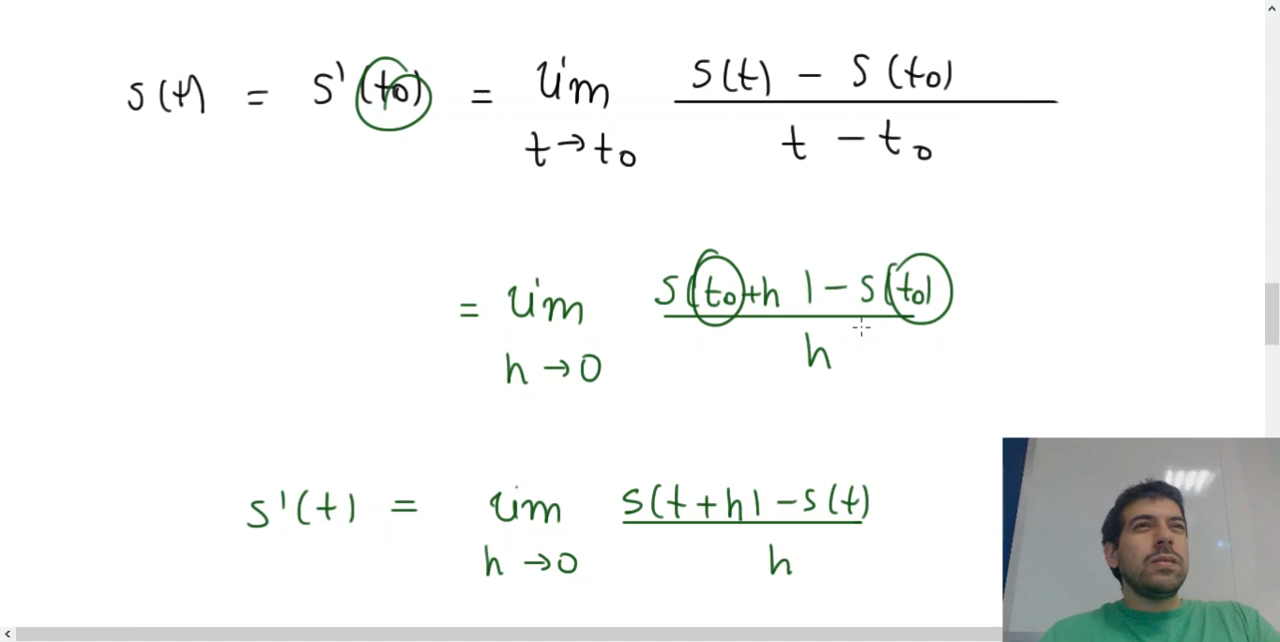 s(t) = s'(t0) = lim s(t) - s(t0)
t→t0 t - t0
= lim s(t0+h) - s(t0)
h→0 h
s'(t) = lim s(t+h) - s(t)
h→0 h